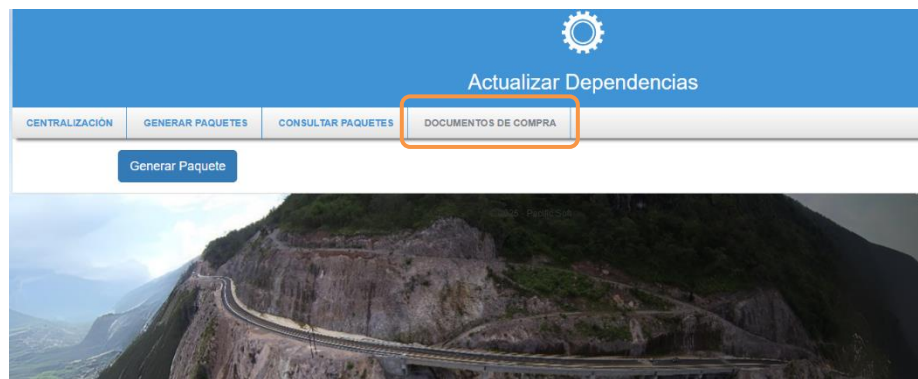 Actualizar Dependencias
CENTRALIZACIÓN GENERAR PAQUETES CONSULTAR PAQUETES DOCUMENTOS DE COMPRA
Generar Paquete